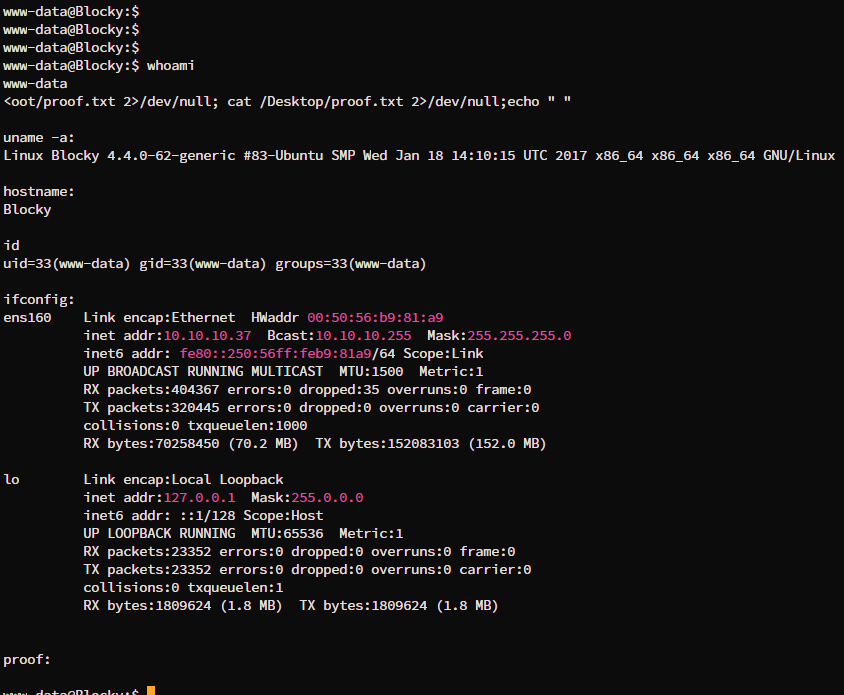 www-data@Blocky:$
www-data@Blocky:$
www-data@Blocky:$
www-data@Blocky:$ whoami
www-data
<oot/proof.txt 2>/dev/null; cat /Desktop/proof.txt 2>/dev/null;echo " "
uname -a:
Linux Blocky 4.4.0-62-generic #83-Ubuntu SMP Wed Jan 18 14:10:15 UTC 2017 x86_64 x86_64 x86_64 GNU/Linux
hostname:
Blocky
id
uid=33(www-data) gid=33(www-data) groups=33(www-data)
ifconfig:
ens160    Link encap:Ethernet  HWaddr 00:50:56:b9:81:a9
          inet addr:10.10.10.37  Bcast:10.10.10.255  Mask:255.255.255.0
          inet6 addr: fe80::250:56ff:feb9:81a9/64 Scope:Link
          UP BROADCAST RUNNING MULTICAST  MTU:1500  Metric:1
          RX packets:404367 errors:0 dropped:35 overruns:0 frame:0
          TX packets:320445 errors:0 dropped:0 overruns:0 carrier:0
          collisions:0 txqueuelen:1000
          RX bytes:70258450 (70.2 MB)  TX bytes:152083103 (152.0 MB)
lo        Link encap:Local Loopback
          inet addr:127.0.0.1  Mask:255.0.0.0
          inet6 addr: ::1/128 Scope:Host
          UP LOOPBACK RUNNING  MTU:65536  Metric:1
          RX packets:23352 errors:0 dropped:0 overruns:0 frame:0
          TX packets:23352 errors:0 dropped:0 overruns:0 carrier:0
          collisions:0 txqueuelen:1
          RX bytes:1809624 (1.8 MB)  TX bytes:1809624 (1.8 MB)
proof:
www-data@Blocky:$